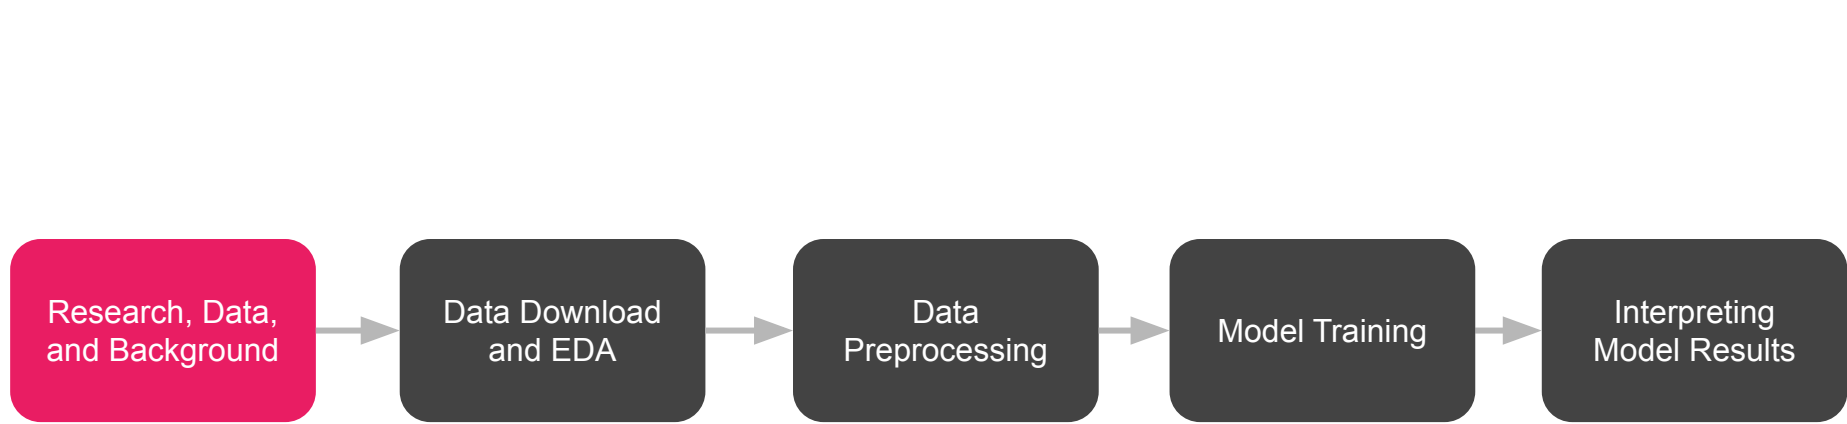 Research, Data,
and Background
Data Download
and EDA
Data
Preprocessing
Model Training
Interpreting
Model Results